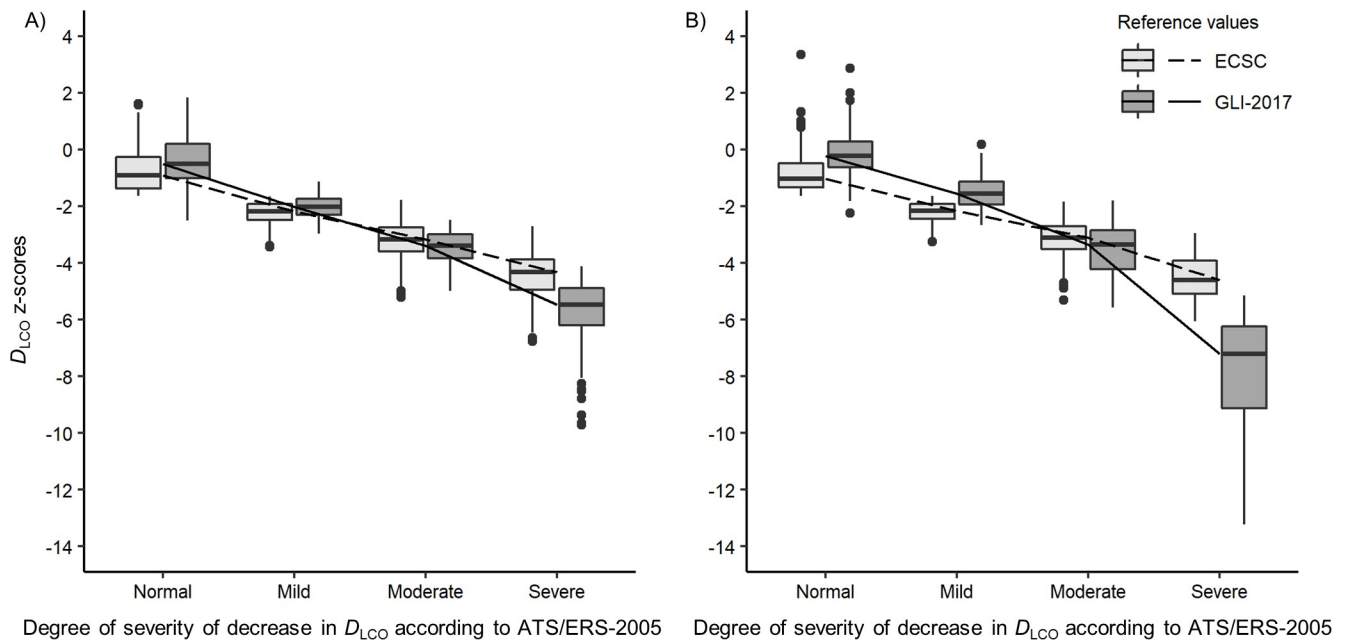 A)
4
2
0
-2
-4
-6
-8
-10
-12
-14
DLCO z-scores
Normal Mild Moderate Severe
Degree of severity of decrease in DLCO according to ATS/ERS-2005
B)
Reference values
ECSC
GLI-2017
4
2
0
-2
-4
-6
-8
-10
-12
-14
Normal Mild Moderate Severe
Degree of severity of decrease in DLCO according to ATS/ERS-2005